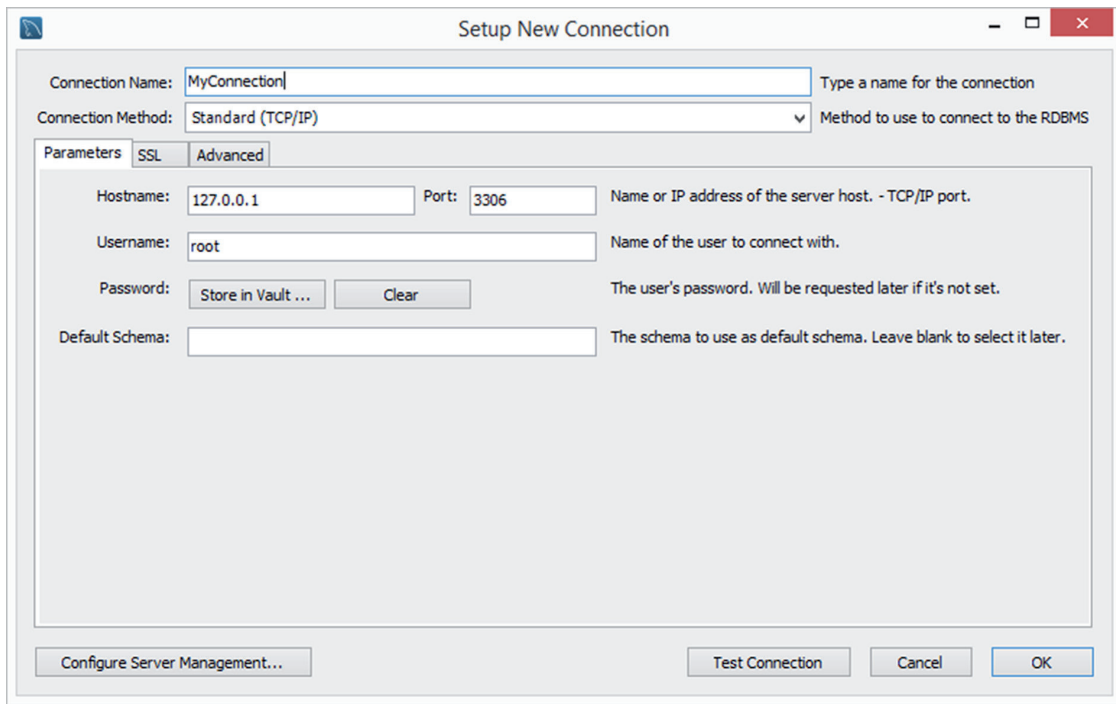 Setup New Connection
Connection Name: MyConnection Type a name for the connection
Connection Method: Standard (TCP/IP) Method to use to connect to the RDBMS
Parameters SSL Advanced
Hostname: 127.0.0.1 Port: 3306 Name or IP address of the server host. - TCP/IP port.
Username: root Name of the user to connect with.
Password: Store in Vault ... Clear The user's password. Will be requested later if it's not set.
Default Schema: The schema to use as default schema. Leave blank to select it later.
Configure Server Management... Test Connection Cancel OK